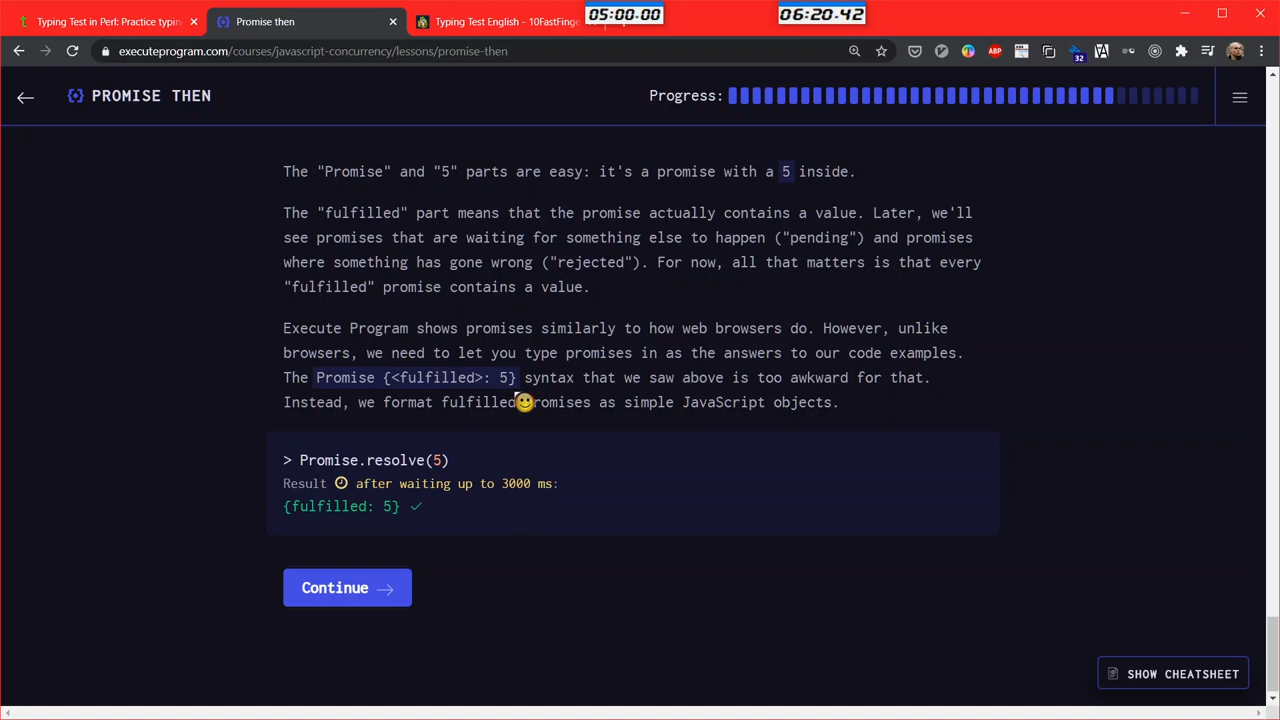 05:00.00
06:20.42
Typing Test in Perl: Practice typin
Promise then
Typing Test English - 10FastFinge
executeprogram.com/courses/javascript-concurrency/lessons/promise-then
ABP
32
PROMISE THEN
Progress:
The "Promise" and "5" parts are easy: it's a promise with a 5 inside.
The "fulfilled" part means that the promise actually contains a value. Later, we'll
see promises that are waiting for something else to happen ("pending") and promises
where something has gone wrong ("rejected"). For now, all that matters is that every
"fulfilled" promise contains a value.
Execute Program shows promises similarly to how web browsers do. However, unlike
browsers, we need to let you type promises in as the answers to our code examples.
The Promise {<fulfilled>: 5} syntax that we saw above is too awkward for that.
Instead, we format fulfilled promises as simple JavaScript objects.
> Promise.resolve(5)
Result after waiting up to 3000 ms:
{fulfilled: 5}
Continue
SHOW CHEATSHEET